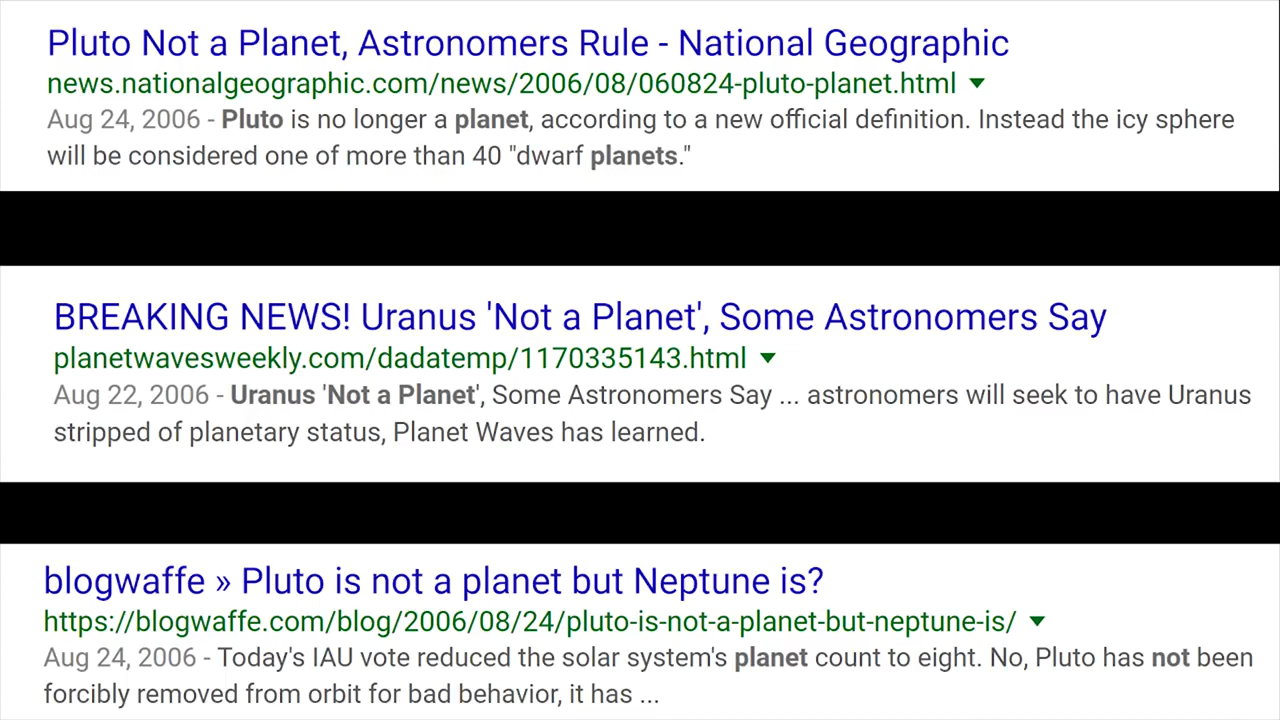 Pluto Not a Planet, Astronomers Rule - National Geographic
news.nationalgeographic.com/news/2006/08/060824-pluto-planet.html
Aug 24, 2006 - Pluto is no longer a planet, according to a new official definition. Instead the icy sphere
will be considered one of more than 40 "dwarf planets."
BREAKING NEWS! Uranus 'Not a Planet', Some Astronomers Say
planetwavesweekly.com/dadatemp/1170335143.html
Aug 22, 2006 - Uranus 'Not a Planet', Some Astronomers Say ... astronomers will seek to have Uranus
stripped of planetary status, Planet Waves has learned.
blogwaffe » Pluto is not a planet but Neptune is?
https://blogwaffe.com/blog/2006/08/24/pluto-is-not-a-planet-but-neptune-is/
Aug 24, 2006 - Today's IAU vote reduced the solar system's planet count to eight. No, Pluto has not been
forcibly removed from orbit for bad behavior, it has ...